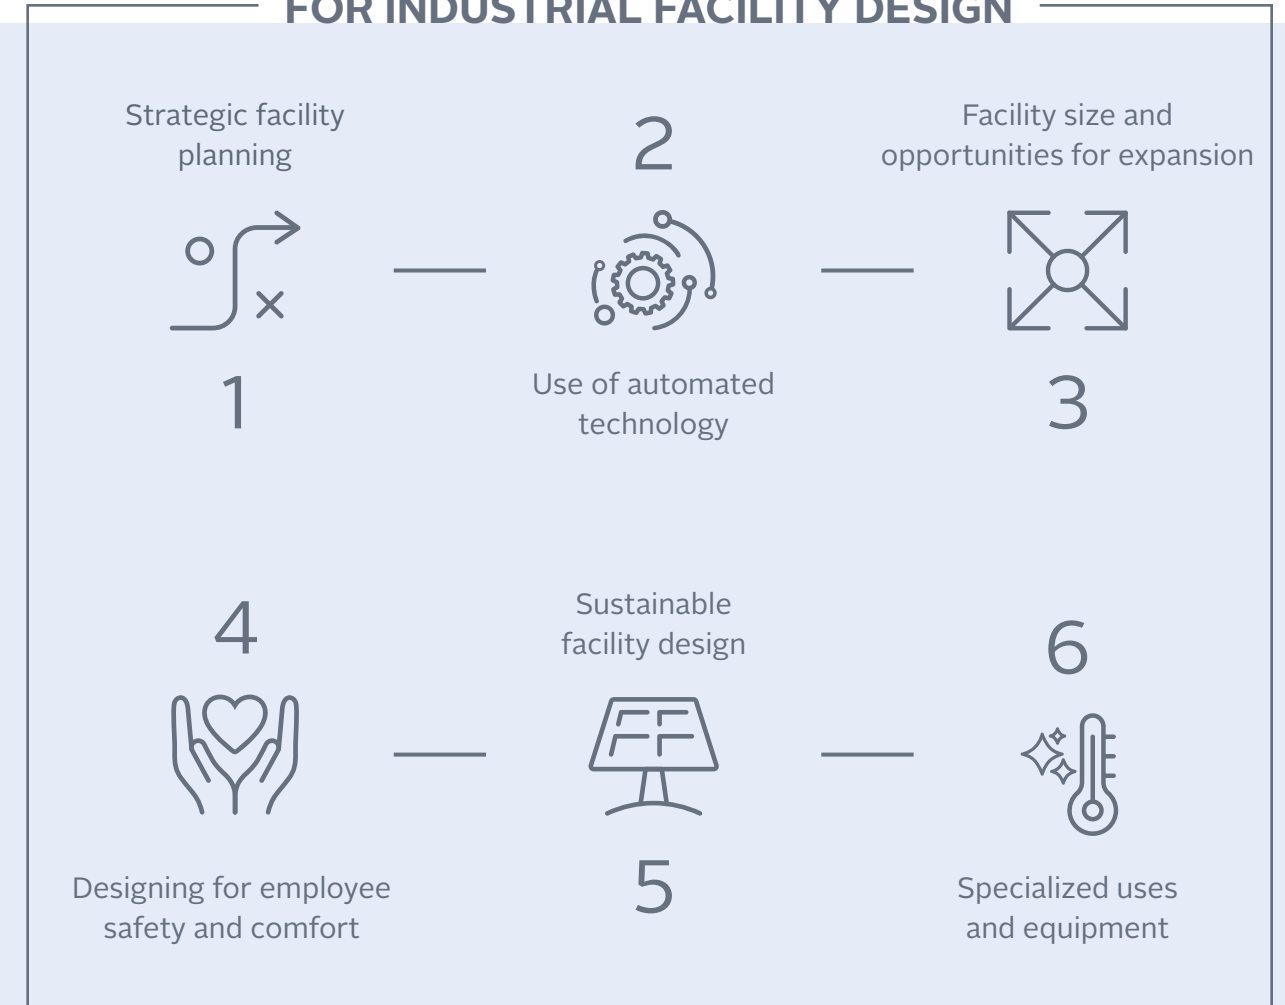 FOR INDUSTRIAL FACILITY DESIGN
Strategic facility
planning
1
2
Use of automated
technology
Facility size and
opportunities for expansion
3
4
Designing for employee
safety and comfort
Sustainable
facility design
5
6
Specialized uses
and equipment